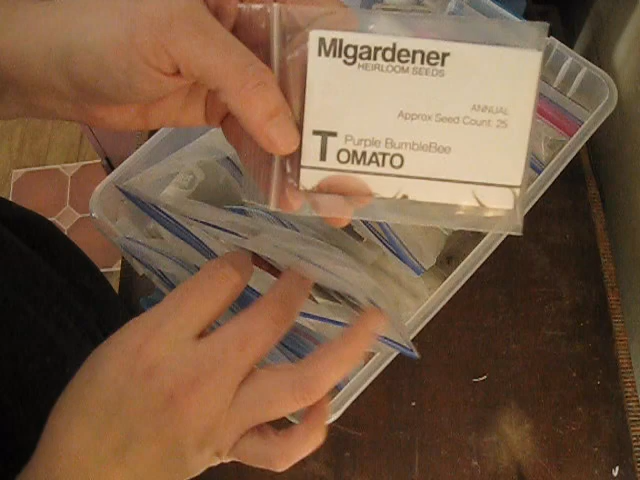 MIgardener
HEIRLOOM SEEDS
ANNUAL
Approx Seed Count: 25
Purple BumbleBee
TOMATO